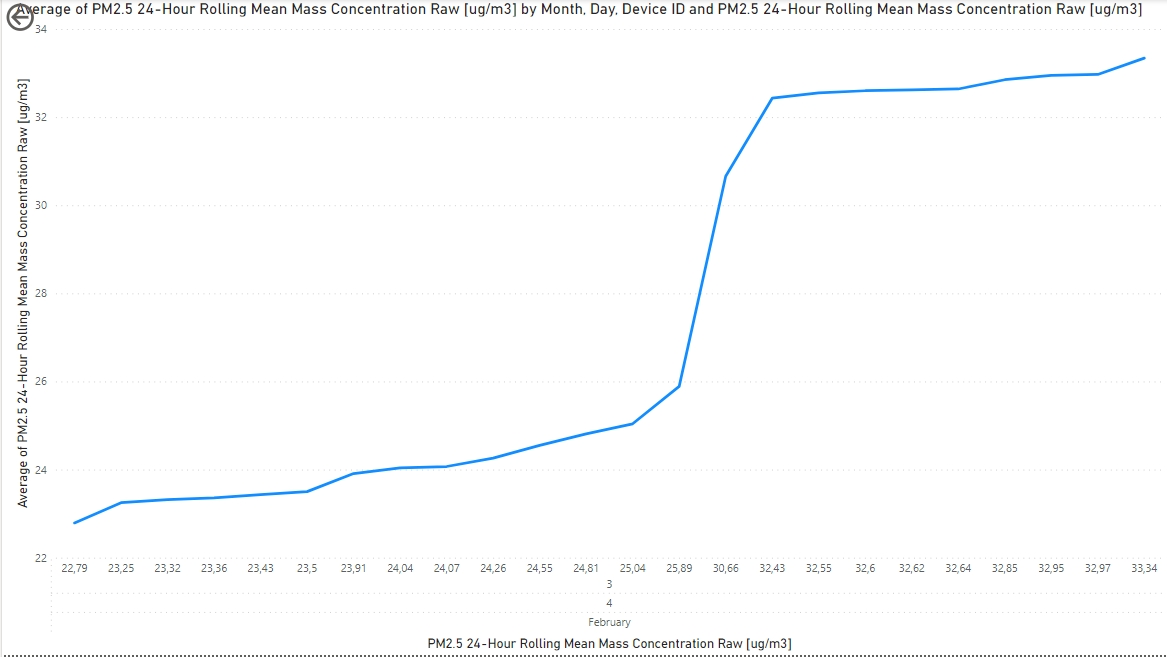 Average of PM2.5 24-Hour Rolling Mean Mass Concentration Raw [ug/m3] by Month, Day, Device ID and PM2.5 24-Hour Rolling Mean Mass Concentration Raw [ug/m3]
Average of PM2.5 24-Hour Rolling Mean Mass Concentration Raw [ug/m3]
34
32
30
28
26
24
22
22,79 23,25 23,32 23,36 23,43 23,5 23,91 24,04 24,07 24,26 24,55 24,81 25,04 25,89 30,66 32,43 32,55 32,6 32,62 32,64 32,85 32,95 32,97 33,34
3
4
February
PM2.5 24-Hour Rolling Mean Mass Concentration Raw [ug/m3]